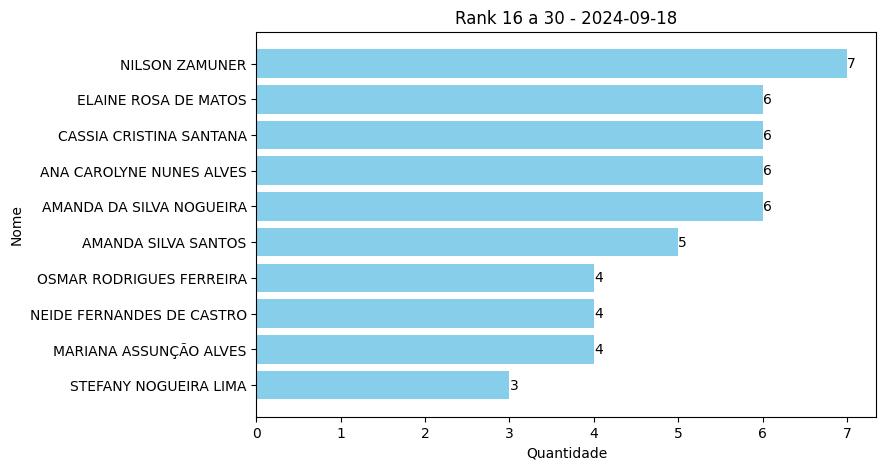 Rank 16 a 30 - 2024-09-18
NILSON ZAMUNER 7
ELAINE ROSA DE MATOS 6
CASSIA CRISTINA SANTANA 6
ANA CAROLYNE NUNES ALVES 6
AMANDA DA SILVA NOGUEIRA 6
AMANDA SILVA SANTOS 5
OSMAR RODRIGUES FERREIRA 4
NEIDE FERNANDES DE CASTRO 4
MARIANA ASSUNÇÃO ALVES 4
STEFANY NOGUEIRA LIMA 3
Nome
0 1 2 3 4 5 6 7
Quantidade